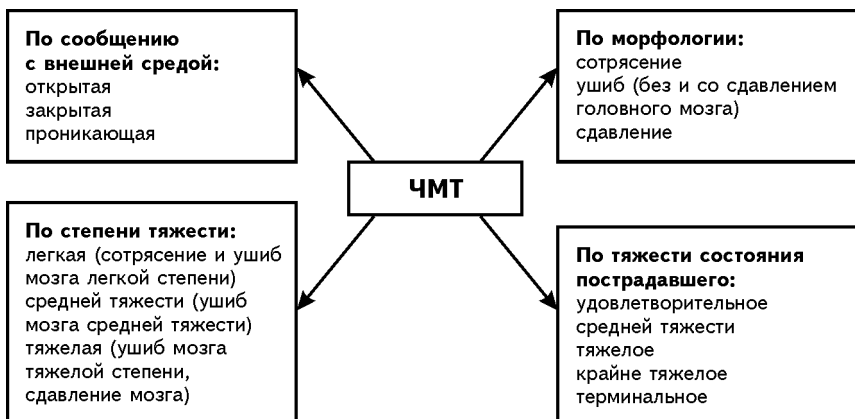 По сообщению
с внешней средой:
открытая
закрытая
проникающая
По морфологии:
сотрясение
ушиб (без и со сдавлением
головного мозга)
сдавление
ЧМТ
По степени тяжести:
легкая (сотрясение и ушиб
мозга легкой степени)
средней тяжести (ушиб
мозга средней тяжести)
тяжелая (ушиб мозга
тяжелой степени,
сдавление мозга)
По тяжести состояния
пострадавшего:
удовлетворительное
средней тяжести
тяжелое
крайне тяжелое
терминальное